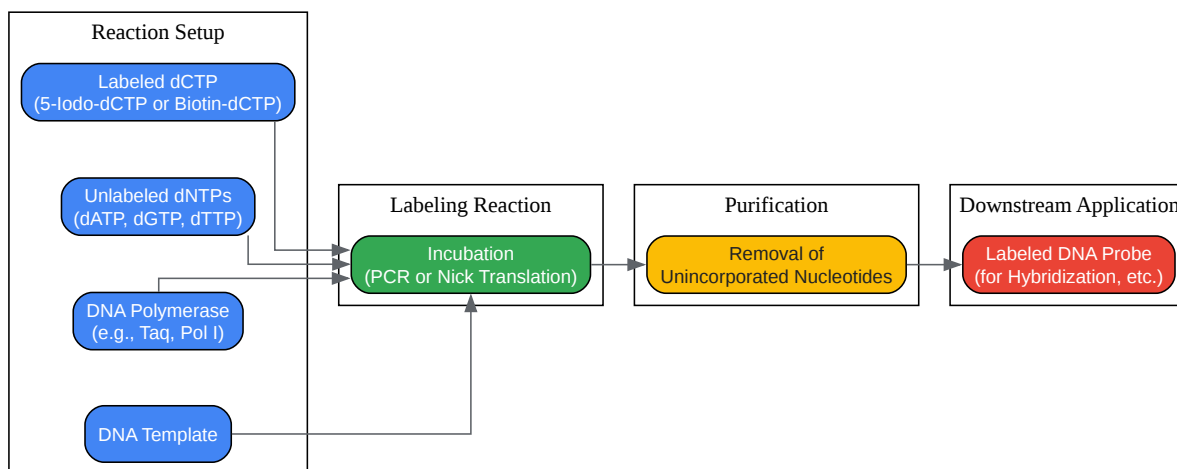 Reaction Setup
Labeled dCTP
(5-Iodo-dCTP or Biotin-dCTP)
Unlabeled dNTPs
(dATP, dGTP, dTTP)
DNA Polymerase
(e.g., Taq, Pol I)
DNA Template
Labeling Reaction
Incubation
(PCR or Nick Translation)
Purification
Removal of
Unincorporated Nucleotides
Downstream Application
Labeled DNA Probe
(for Hybridization, etc.)